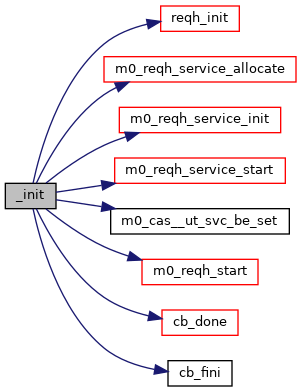 reqh_init
m0_reqh_service_allocate
m0_reqh_service_init
_init
m0_reqh_service_start
m0_cas__ut_svc_be_set
m0_reqh_start
cb_done
cb_fini